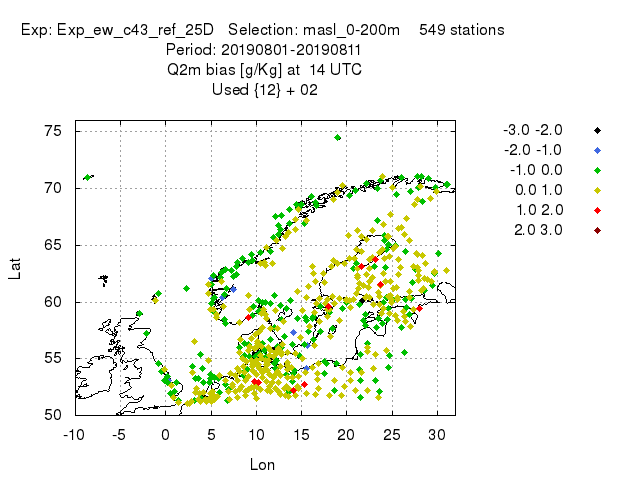 Exp: Exp_ew_c43_ref_25D   Selection: masl_0-200m    549 stations
Period: 20190801-20190811
Q2m bias [g/Kg] at  14 UTC
Used {12} + 02
-3.0 -2.0
-2.0 -1.0
-1.0 0.0
0.0 1.0
1.0 2.0
2.0 3.0
75
70
65
60
55
50
Lat
-10 -5 0 5 10 15 20 25 30
Lon